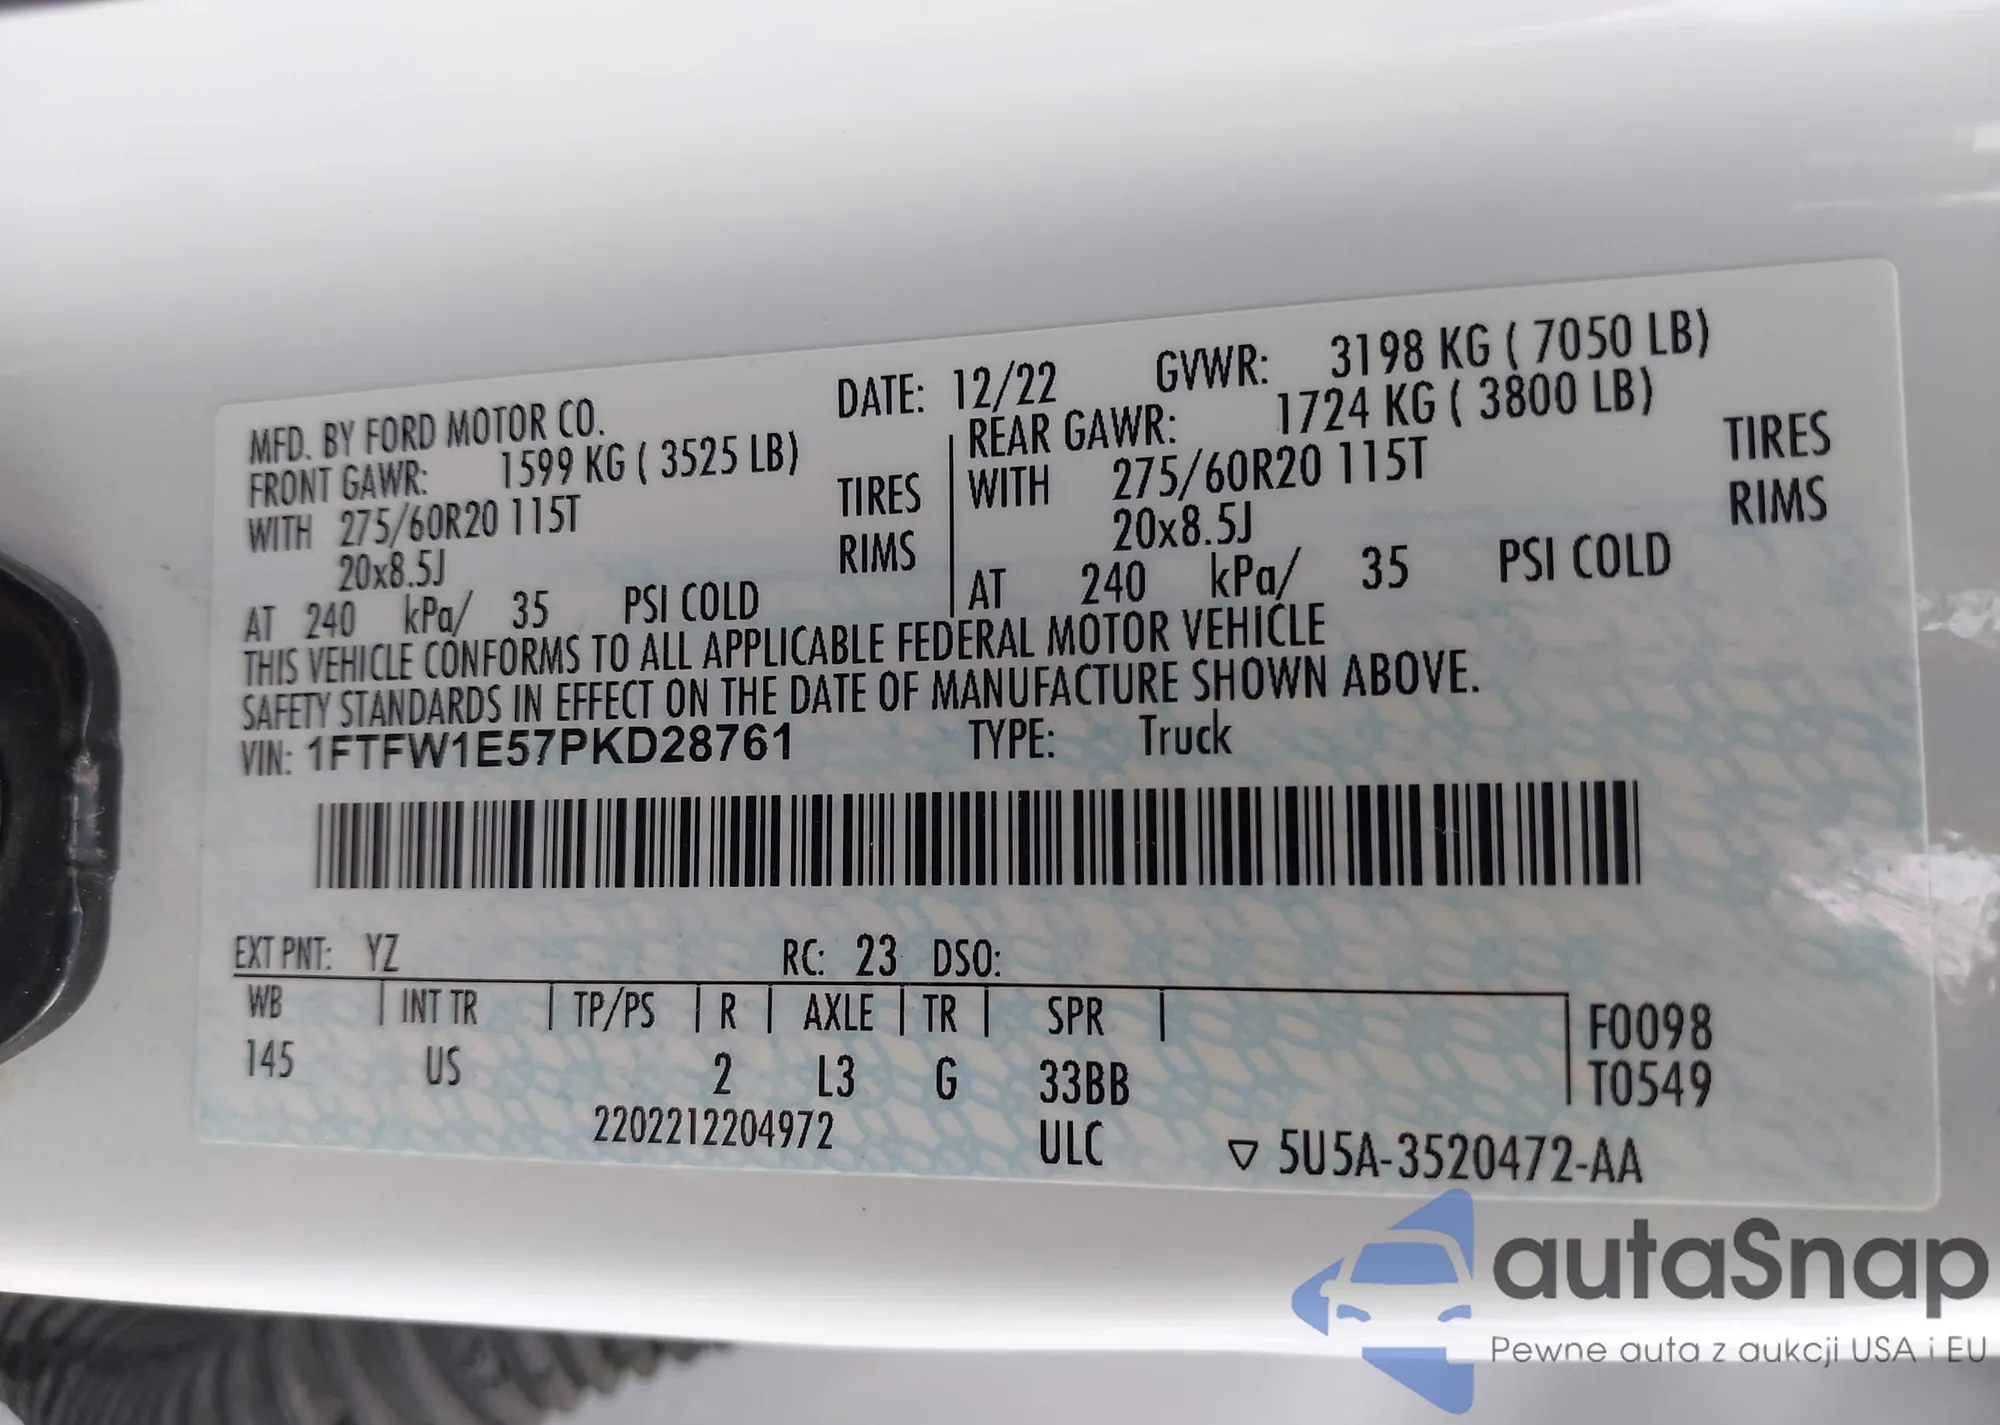 MFD. BY FORD MOTOR CO. DATE: 12/22 GVWR: 3198 KG ( 7050 LB)
FRONT GAWR: 1599 KG ( 3525 LB) REAR GAWR: 1724 KG ( 3800 LB)
WITH 275/60R20 115T TIRES WITH 275/60R20 115T TIRES
20x8.5J RIMS 20x8.5J RIMS
AT 240 kPa/ 35 PSI COLD AT 240 kPa/ 35 PSI COLD
THIS VEHICLE CONFORMS TO ALL APPLICABLE FEDERAL MOTOR VEHICLE
SAFETY STANDARDS IN EFFECT ON THE DATE OF MANUFACTURE SHOWN ABOVE.
VIN: 1FTFW1E57PKD28761 TYPE: Truck
EXT PNT: YZ RC: 23 DSO:
WB INT TR TP/PS R AXLE TR SPR F0098
145 US 2 L3 G 33BB T0549
2202212204972 ULC ▽ 5U5A-3520472-AA
autaSnap
Pewne auta z aukcji USA i EU